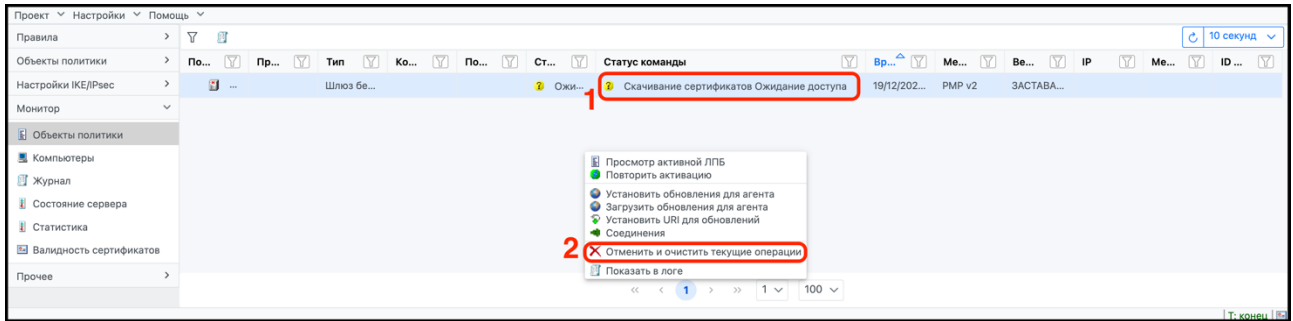 Проект Настройки Помощь
Правила
10 секунд
Объекты политики
По... Пр... Тип Ко... По... Ст... Статус команды Вр... Ме... Ве... IP Ме... ID ...
Настройки IKE/IPsec
... Шлюз бе... Ожи... Скачивание сертификатов Ожидание доступа 19/12/202... PMP v2 ЗАСТАВА...
1
Монитор
Объекты политики
Компьютеры
Журнал
Состояние сервера
Статистика
Валидность сертификатов
Прочее
Просмотр активной ЛПБ
Повторить активацию
Установить обновления для агента
Загрузить обновления для агента
Установить URI для обновлений
Соединения
2 Отменить и очистить текущие операции
Показать в логе
<< < 1 > >> 1 100
Т: конец